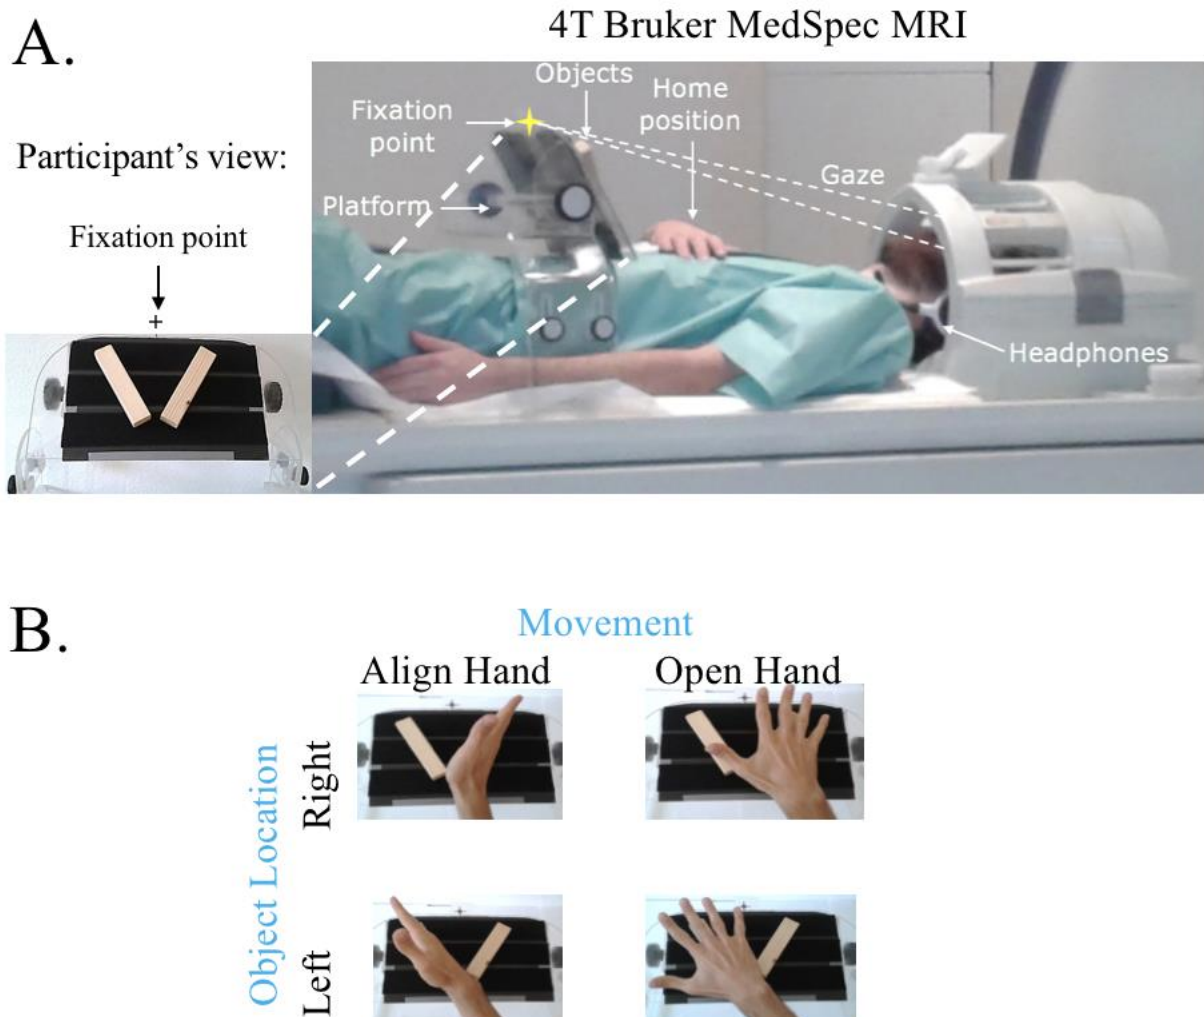 A.
4T Bruker MedSpec MRI
Participant's view:
Fixation point
Fixation
point
Objects
Home
position
Gaze
Platform
Headphones
B.
Movement
Align Hand
Open Hand
Object Location
Right
Left